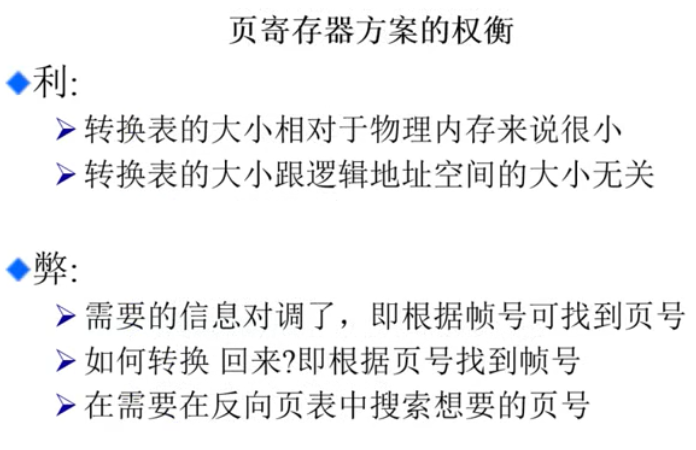 页寄存器方案的权衡
利:
转换表的大小相对于物理内存来说很小
转换表的大小跟逻辑地址空间的大小无关
弊:
需要的信息对调了，即根据帧号可找到页号
如何转换 回来?即根据页号找到帧号
在需要在反向页表中搜索想要的页号